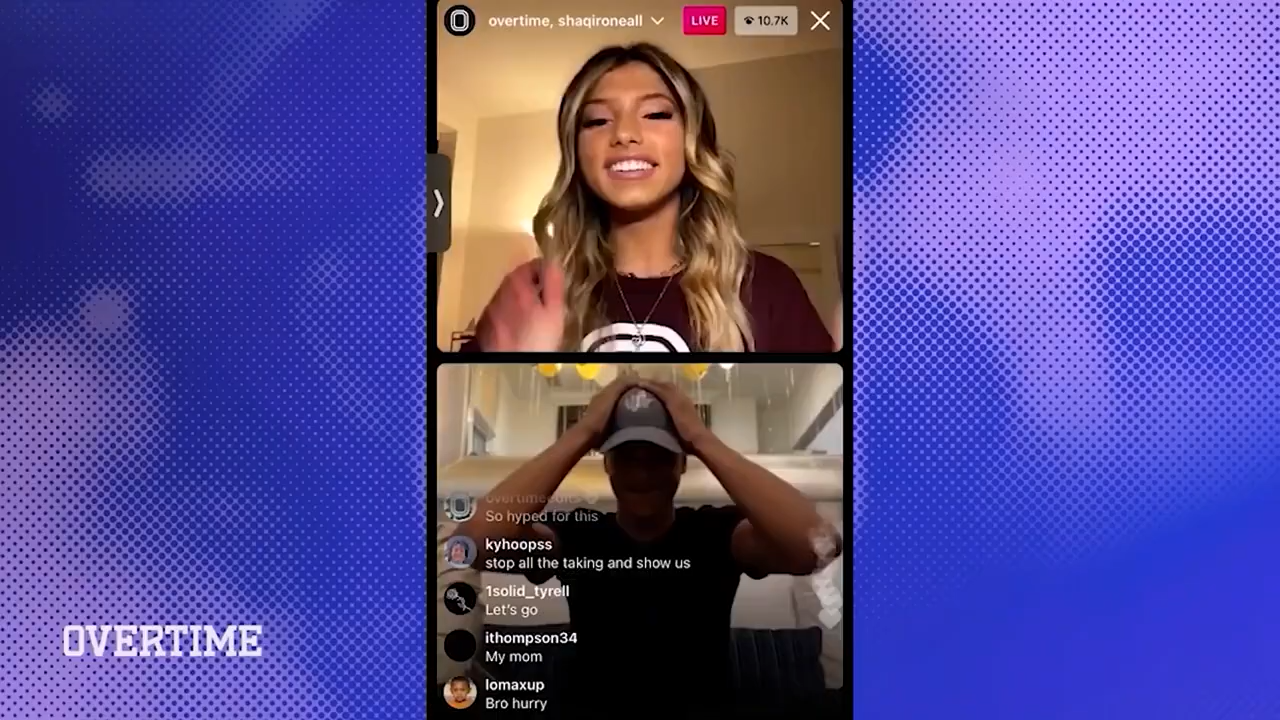 overtime, shaqironeall
LIVE
10.7K
overtimeedits
So hyped for this
kyhoopss
stop all the taking and show us
1solid_tyrell
Let's go
ithompson34
My mom
lomaxup
Bro hurry
OVERTIME